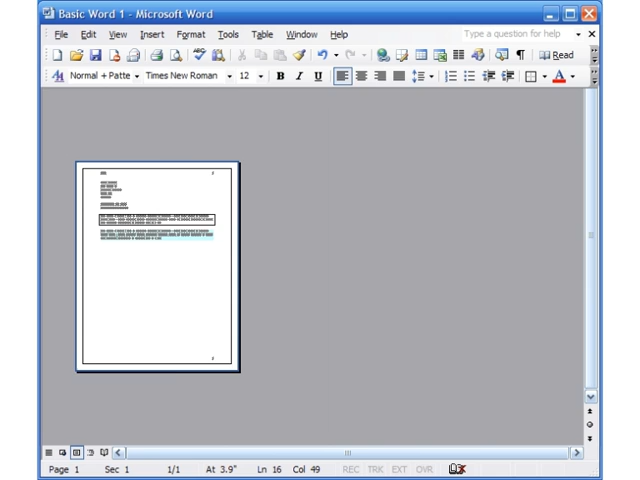 Basic Word 1 - Microsoft Word
File Edit View Insert Format Tools Table Window Help Type a question for help
ABC ¶ Read
Normal + Patte Times New Roman 12 B I U A
Page 1 Sec 1 1/1 At 3.9" Ln 16 Col 49 REC TRK EXT OVR